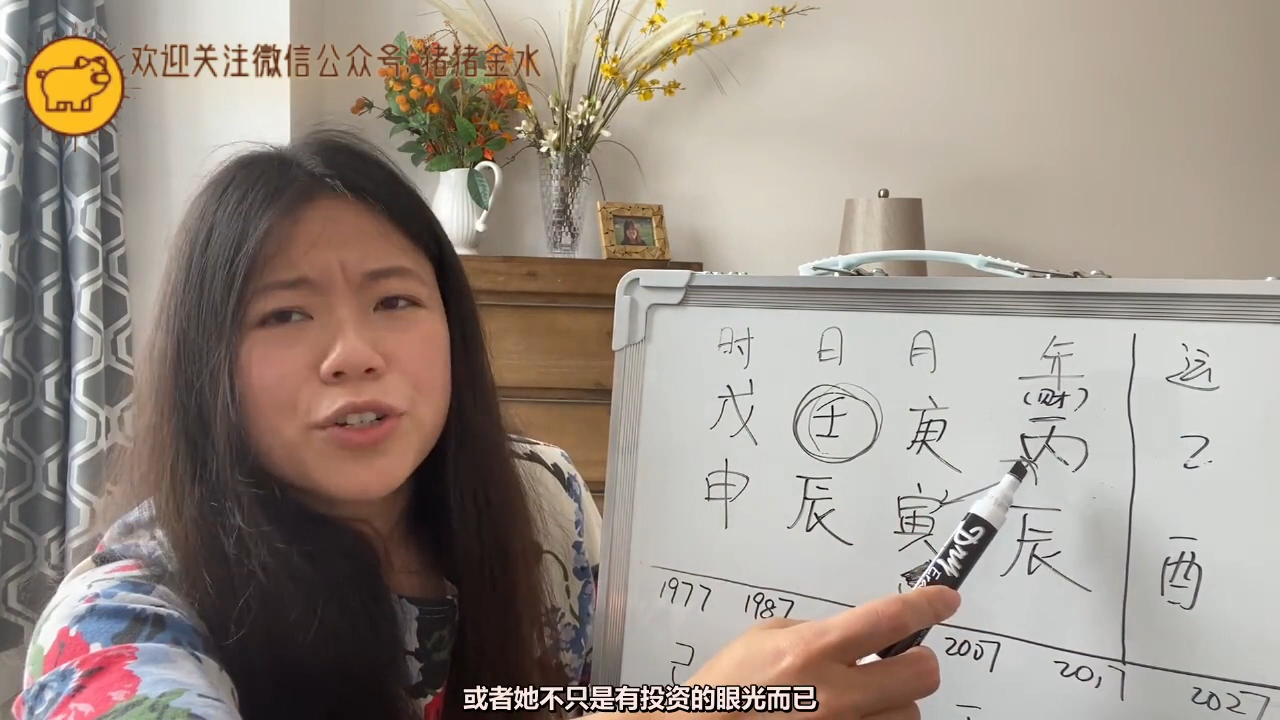 欢迎关注微信公众号:猪猪金水
时 日 月 年 运
(财)
戊 壬 庚 丙 乙
申 辰 寅 辰 酉
1977 1987 2007 2017 2027
己
或者她不只是有投资的眼光而已